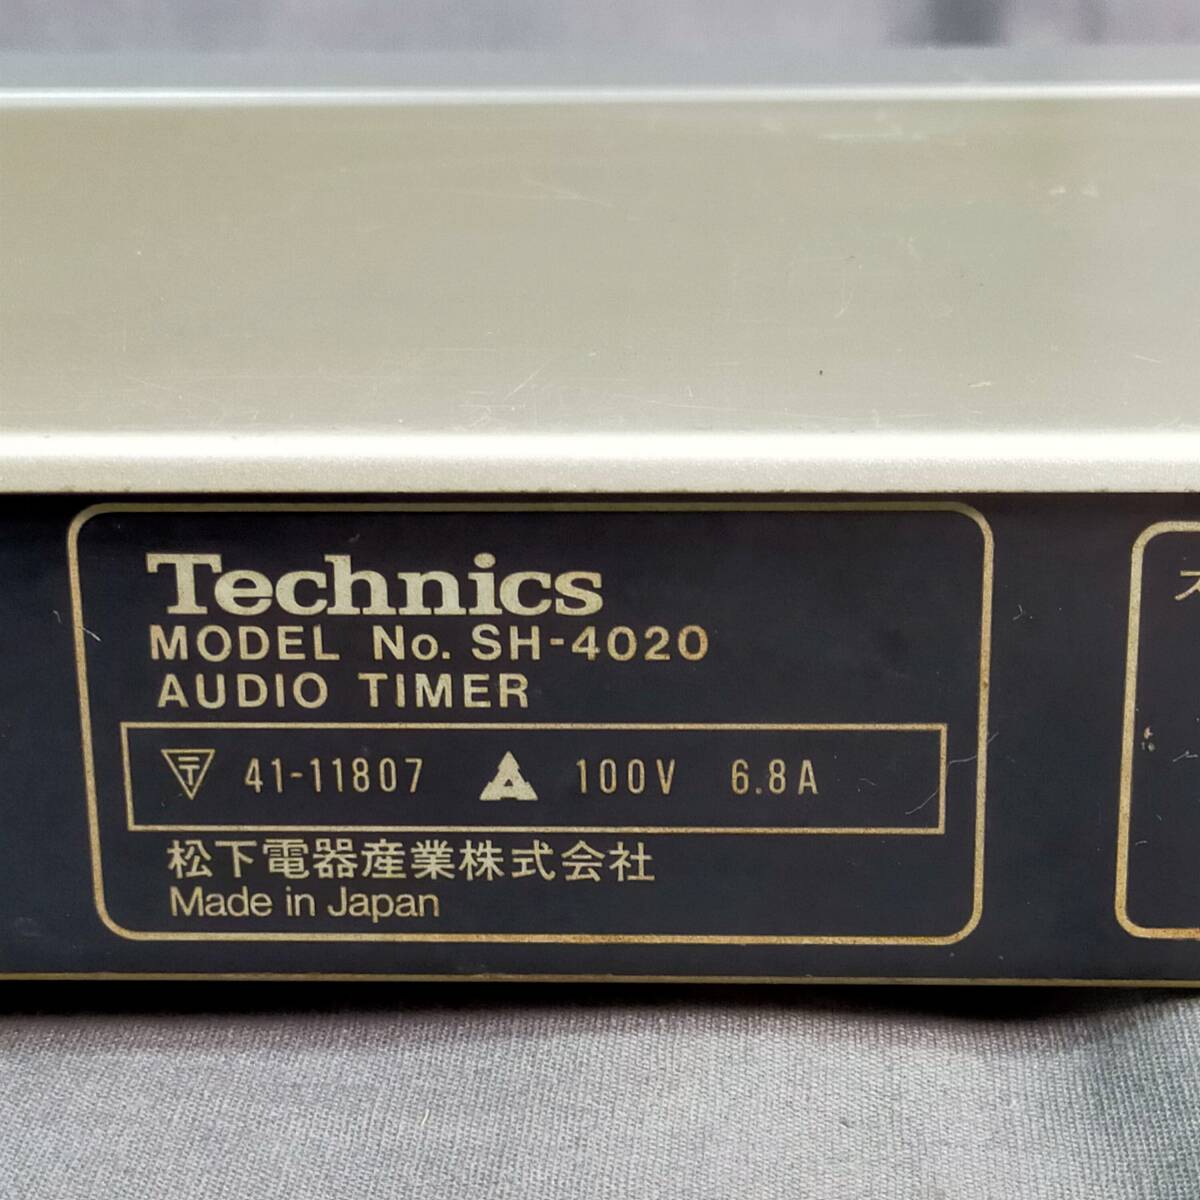 Technics
MODEL No. SH-4020
AUDIO TIMER
41-11807 100V 6.8A
松下電器産業株式会社
Made in Japan
ス